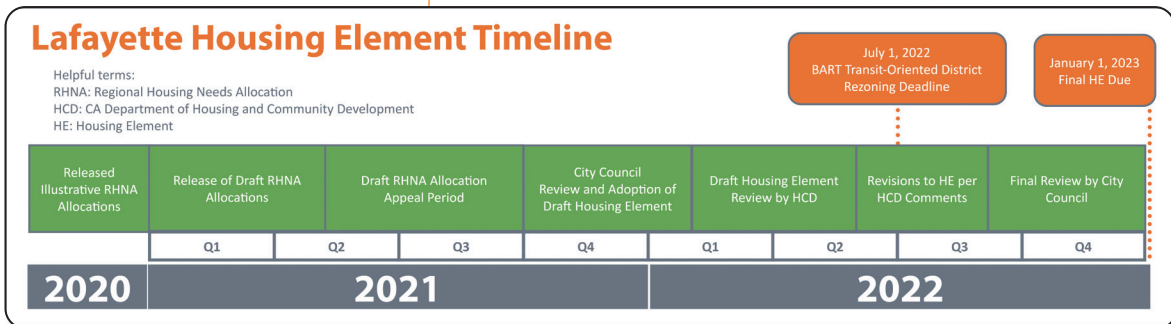 Lafayette Housing Element Timeline
Helpful terms:
RHNA: Regional Housing Needs Allocation
HCD: CA Department of Housing and Community Development
HE: Housing Element
July 1, 2022
BART Transit-Oriented District
Rezoning Deadline
January 1, 2023
Final HE Due
Released
Illustrative RHNA
Allocations
Release of Draft RHNA
Allocations
Draft RHNA Allocation
Appeal Period
City Council
Review and Adoption of
Draft Housing Element
Draft Housing Element
Review by HCD
Revisions to HE per
HCD Comments
Final Review by City
Council
Q1
Q2
Q3
Q4
Q1
Q2
Q3
Q4
2020
2021
2022